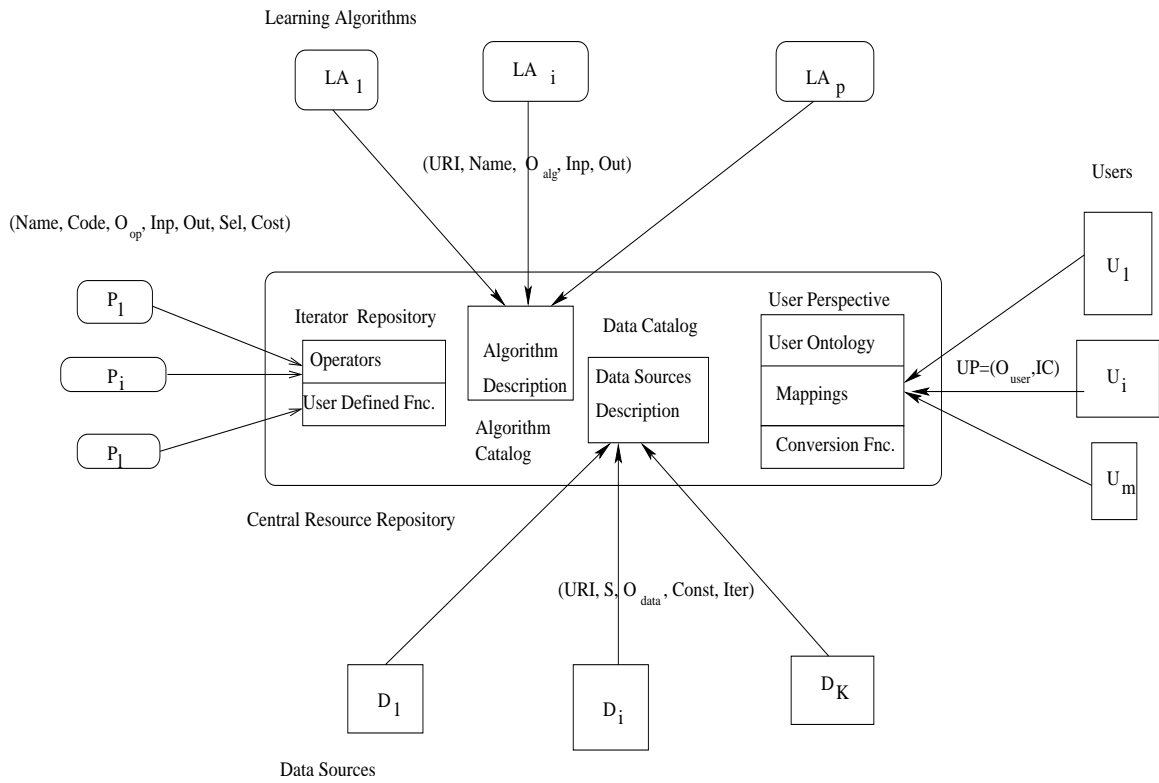 Learning Algorithms
LA 1
LA i
LA p
(URI, Name, O alg, Inp, Out)
Users
(Name, Code, O op, Inp, Out, Sel, Cost)
U 1
P 1
User Perspective
Iterator Repository
Data Catalog
User Ontology
Algorithm
Description
Operators
UP=(O user,IC)
P i
U i
Data Sources
Description
Mappings
User Defined Fnc.
Algorithm
Catalog
Conversion Fnc.
P l
U m
Central Resource Repository
(URI, S, O data, Const, Iter)
D 1
D i
D K
Data Sources